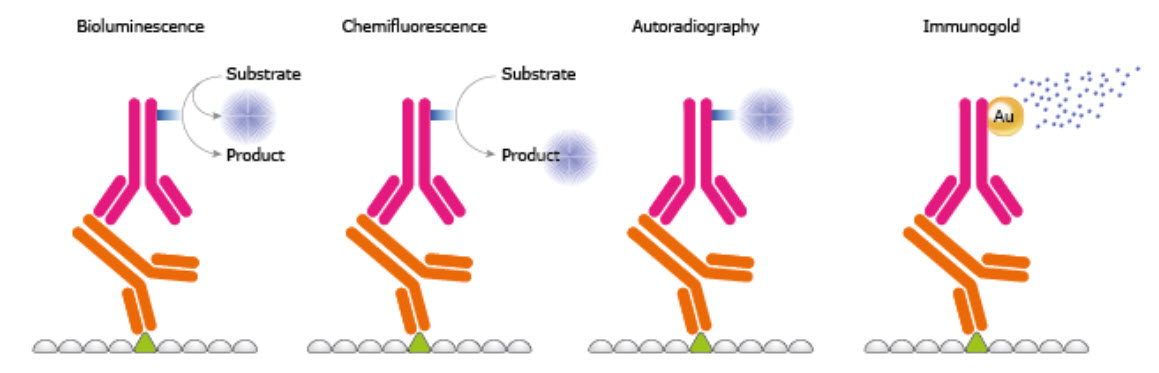 Bioluminescence
Chemifluorescence
Autoradiography
Immunogold
Substrate
Product
Substrate
Product
Au